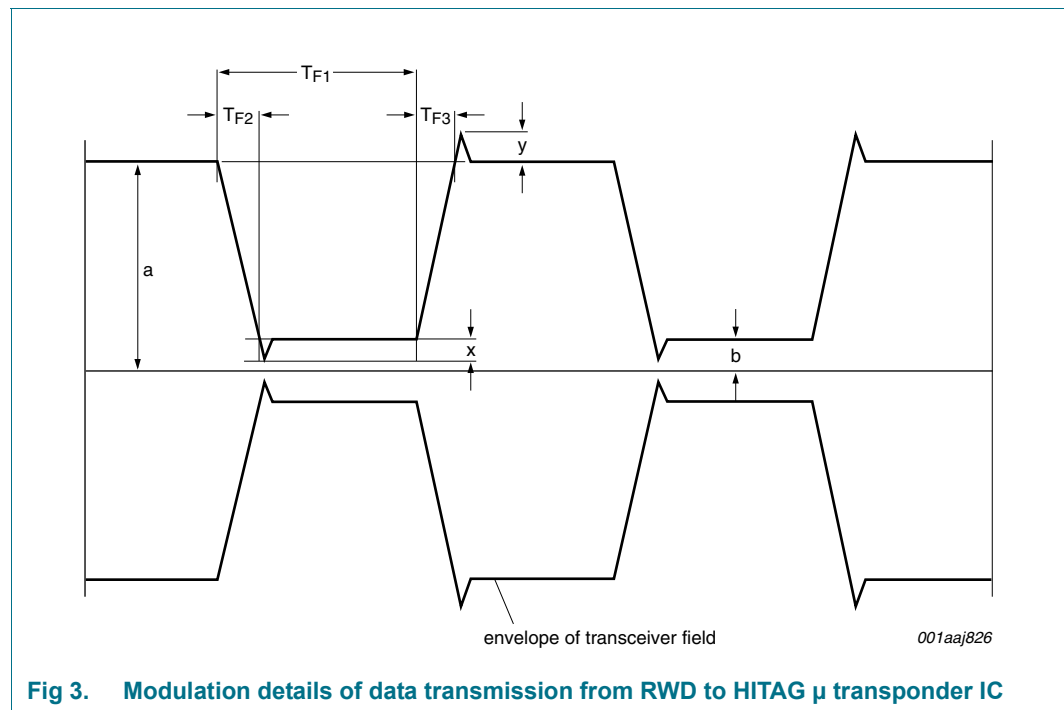 TF1
TF2
TF3
y
a
x
b
envelope of transceiver field
001aaj826
Fig 3. Modulation details of data transmission from RWD to HITAG μ transponder IC